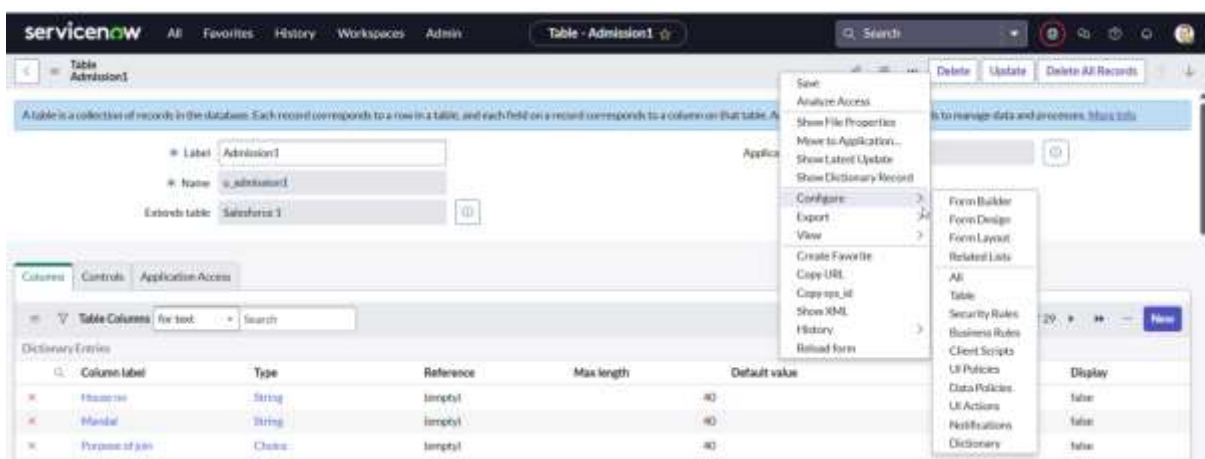 servicenow All Favorites History Workspaces Admin Table - Admission1 Search
Table
Admission1
Delete Update Delete All Records
A table is a collection of records in the database. Each record corresponds to a row in a table, and each field on a record corresponds to a column on that table. A
ls to manage data and processes. More Info
Label Admission1
Name u_admission1
Extends table Salesforce 1
Applica
Save
Analyze Access
Show File Properties
Move to Application...
Show Latest Update
Show Dictionary Record
Configure
Export
View
Create Favorite
Copy URL
Copy sys_id
Show XML
History
Reload form
Form Builder
Form Design
Form Layout
Related Lists
All
Table
Security Rules
Business Rules
Client Scripts
UI Policies
Data Policies
UI Actions
Notifications
Dictionary
Columns Controls Application Access
Table Columns for text Search
29 New
Dictionary Entries
Column label Type Reference Max length Default value Display
House no String (empty) 40 false
Mandal String (empty) 40 false
Purpose of join Choice (empty) 40 false